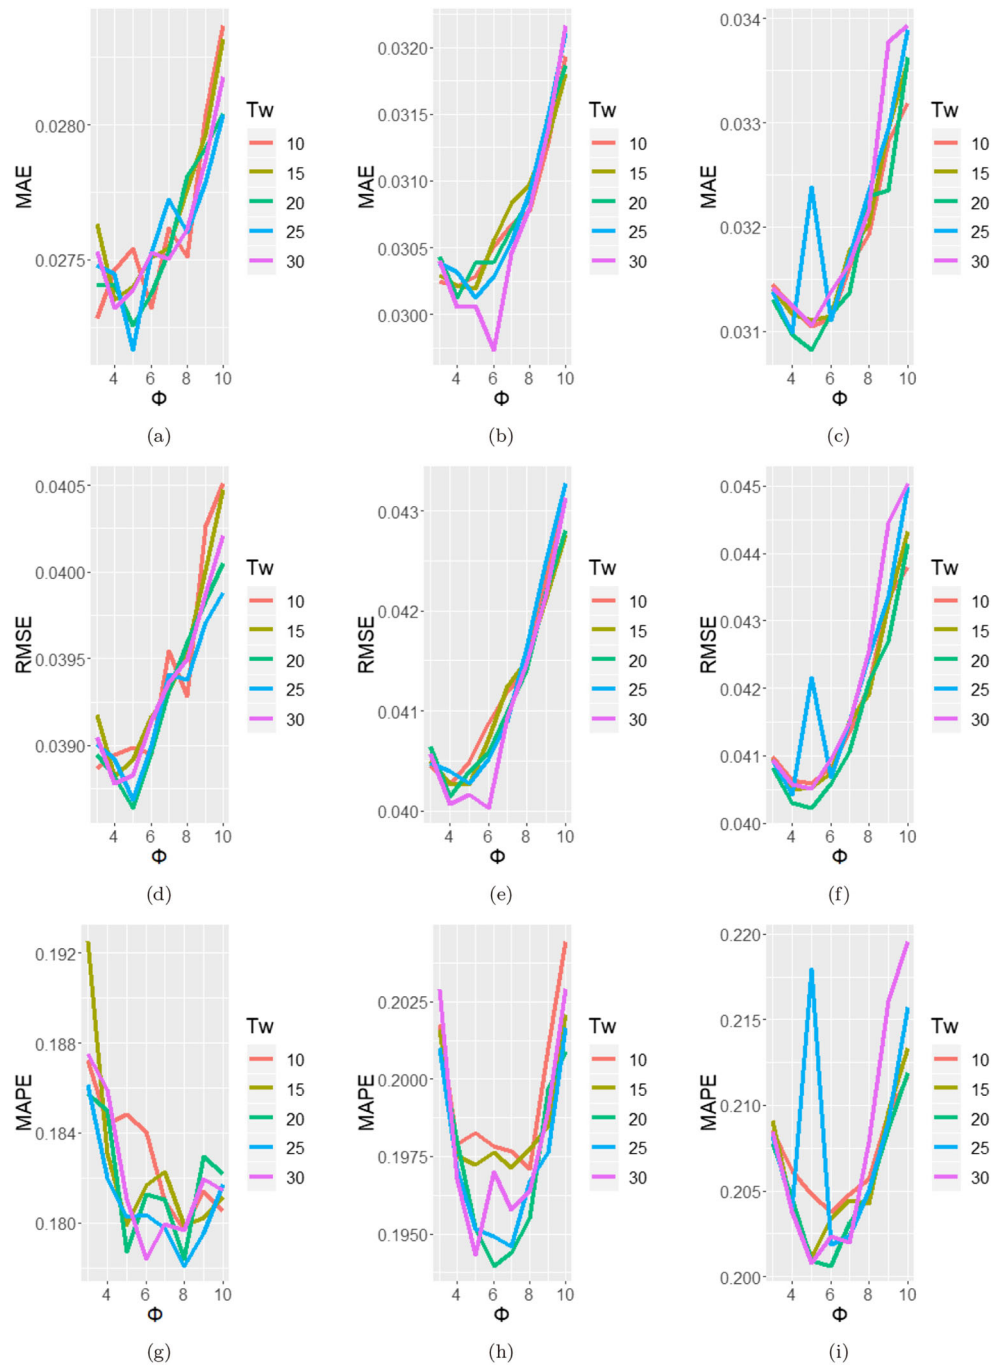 MAE
0.0280
0.0275
4 6 8 10
Φ
Tw
10
15
20
25
30
(a)
MAE
0.0320
0.0315
0.0310
0.0305
0.0300
4 6 8 10
Φ
Tw
10
15
20
25
30
(b)
MAE
0.034
0.033
0.032
0.031
4 6 8 10
Φ
Tw
10
15
20
25
30
(c)
RMSE
0.0405
0.0400
0.0395
0.0390
4 6 8 10
Φ
Tw
10
15
20
25
30
(d)
RMSE
0.043
0.042
0.041
0.040
4 6 8 10
Φ
Tw
10
15
20
25
30
(e)
RMSE
0.045
0.044
0.043
0.042
0.041
0.040
4 6 8 10
Φ
Tw
10
15
20
25
30
(f)
MAPE
0.192
0.188
0.184
0.180
4 6 8 10
Φ
Tw
10
15
20
25
30
(g)
MAPE
0.2025
0.2000
0.1975
0.1950
4 6 8 10
Φ
Tw
10
15
20
25
30
(h)
MAPE
0.220
0.215
0.210
0.205
0.200
4 6 8 10
Φ
Tw
10
15
20
25
30
(i)